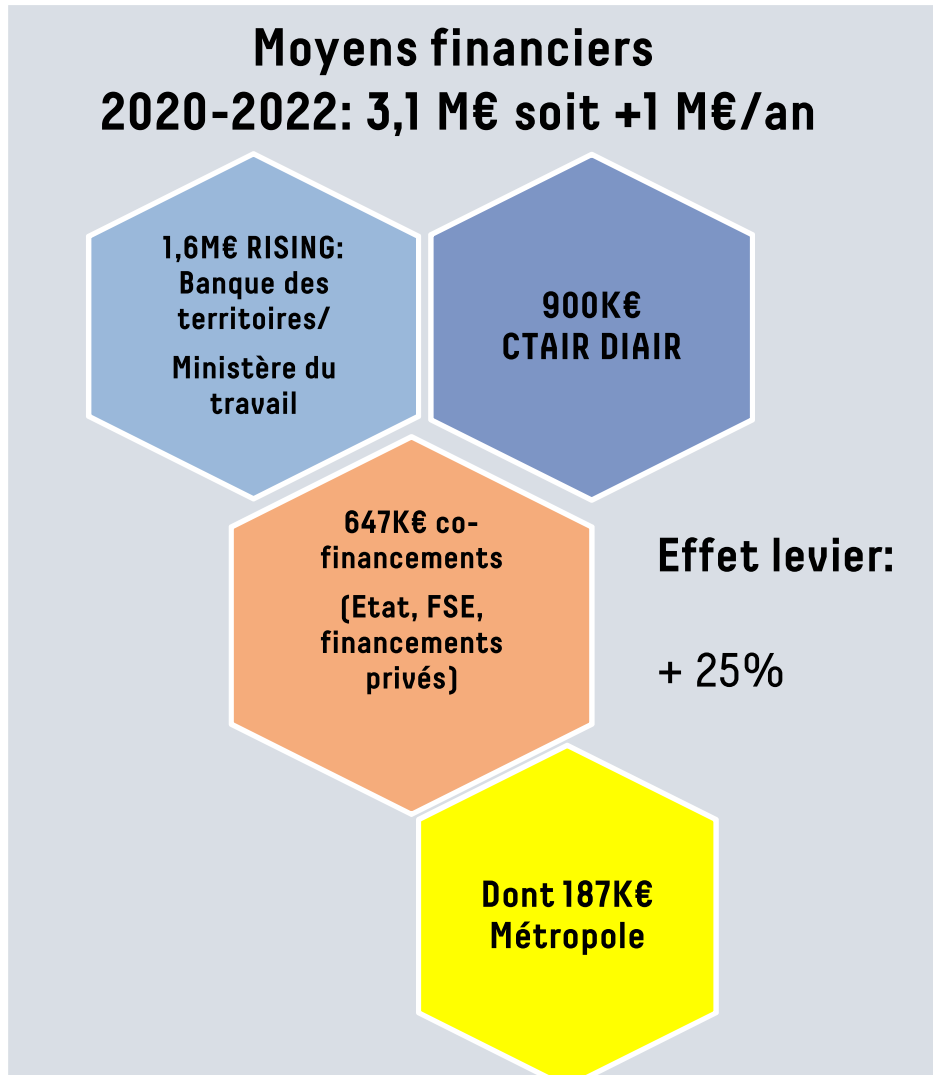 Moyens financiers
2020-2022: 3,1 M€ soit +1 M€/an
1,6M€ RISING:
Banque des
territoires/
Ministère du
travail
900K€
CTAIR DIAIR
647K€ co-
financements
(Etat, FSE,
financements
privés)
Effet levier:
+ 25%
Dont 187K€
Métropole